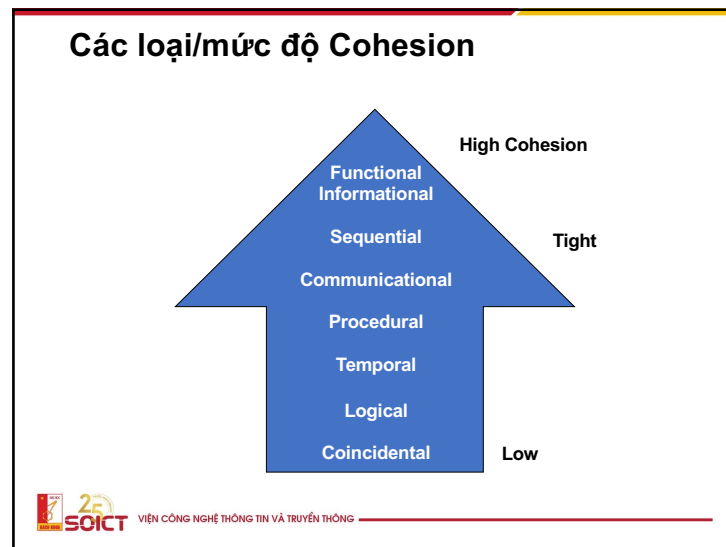 Các loại/mức độ Cohesion
High Cohesion
Functional
Informational
Sequential
Tight
Communicational
Procedural
Temporal
Logical
Coincidental
Low
25
SOICT
VIỆN CÔNG NGHỆ THÔNG TIN VÀ TRUYỀN THÔNG